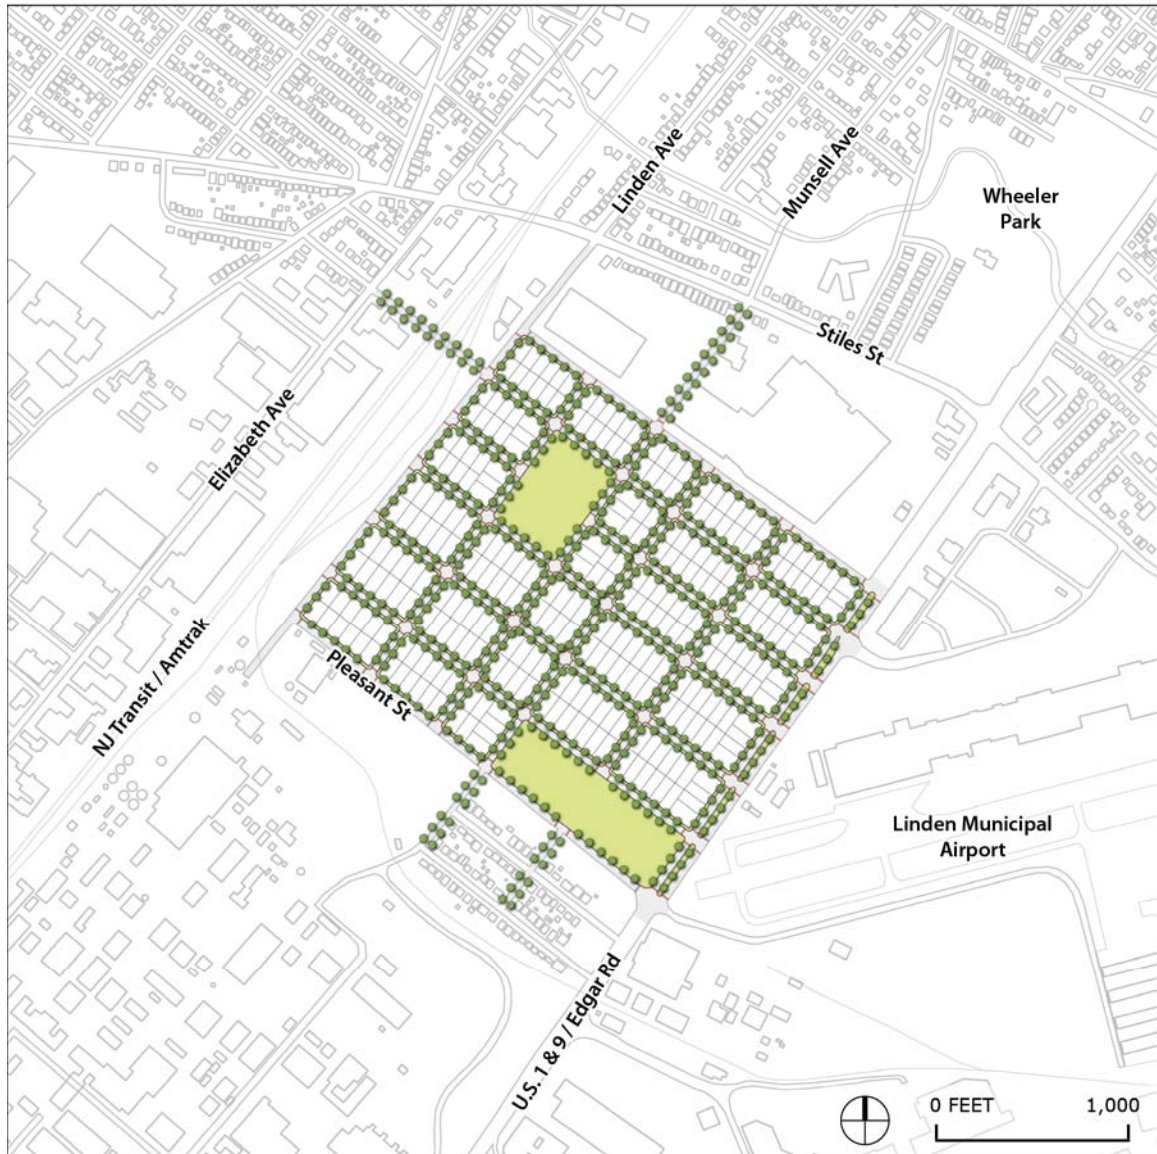 Linden Ave
Munsell Ave
Wheeler
Park
Stiles St
Elizabeth Ave
Pleasant St
NJ Transit / Amtrak
Linden Municipal
Airport
U.S. 1 & 9 / Edgar Rd
0 FEET 1,000